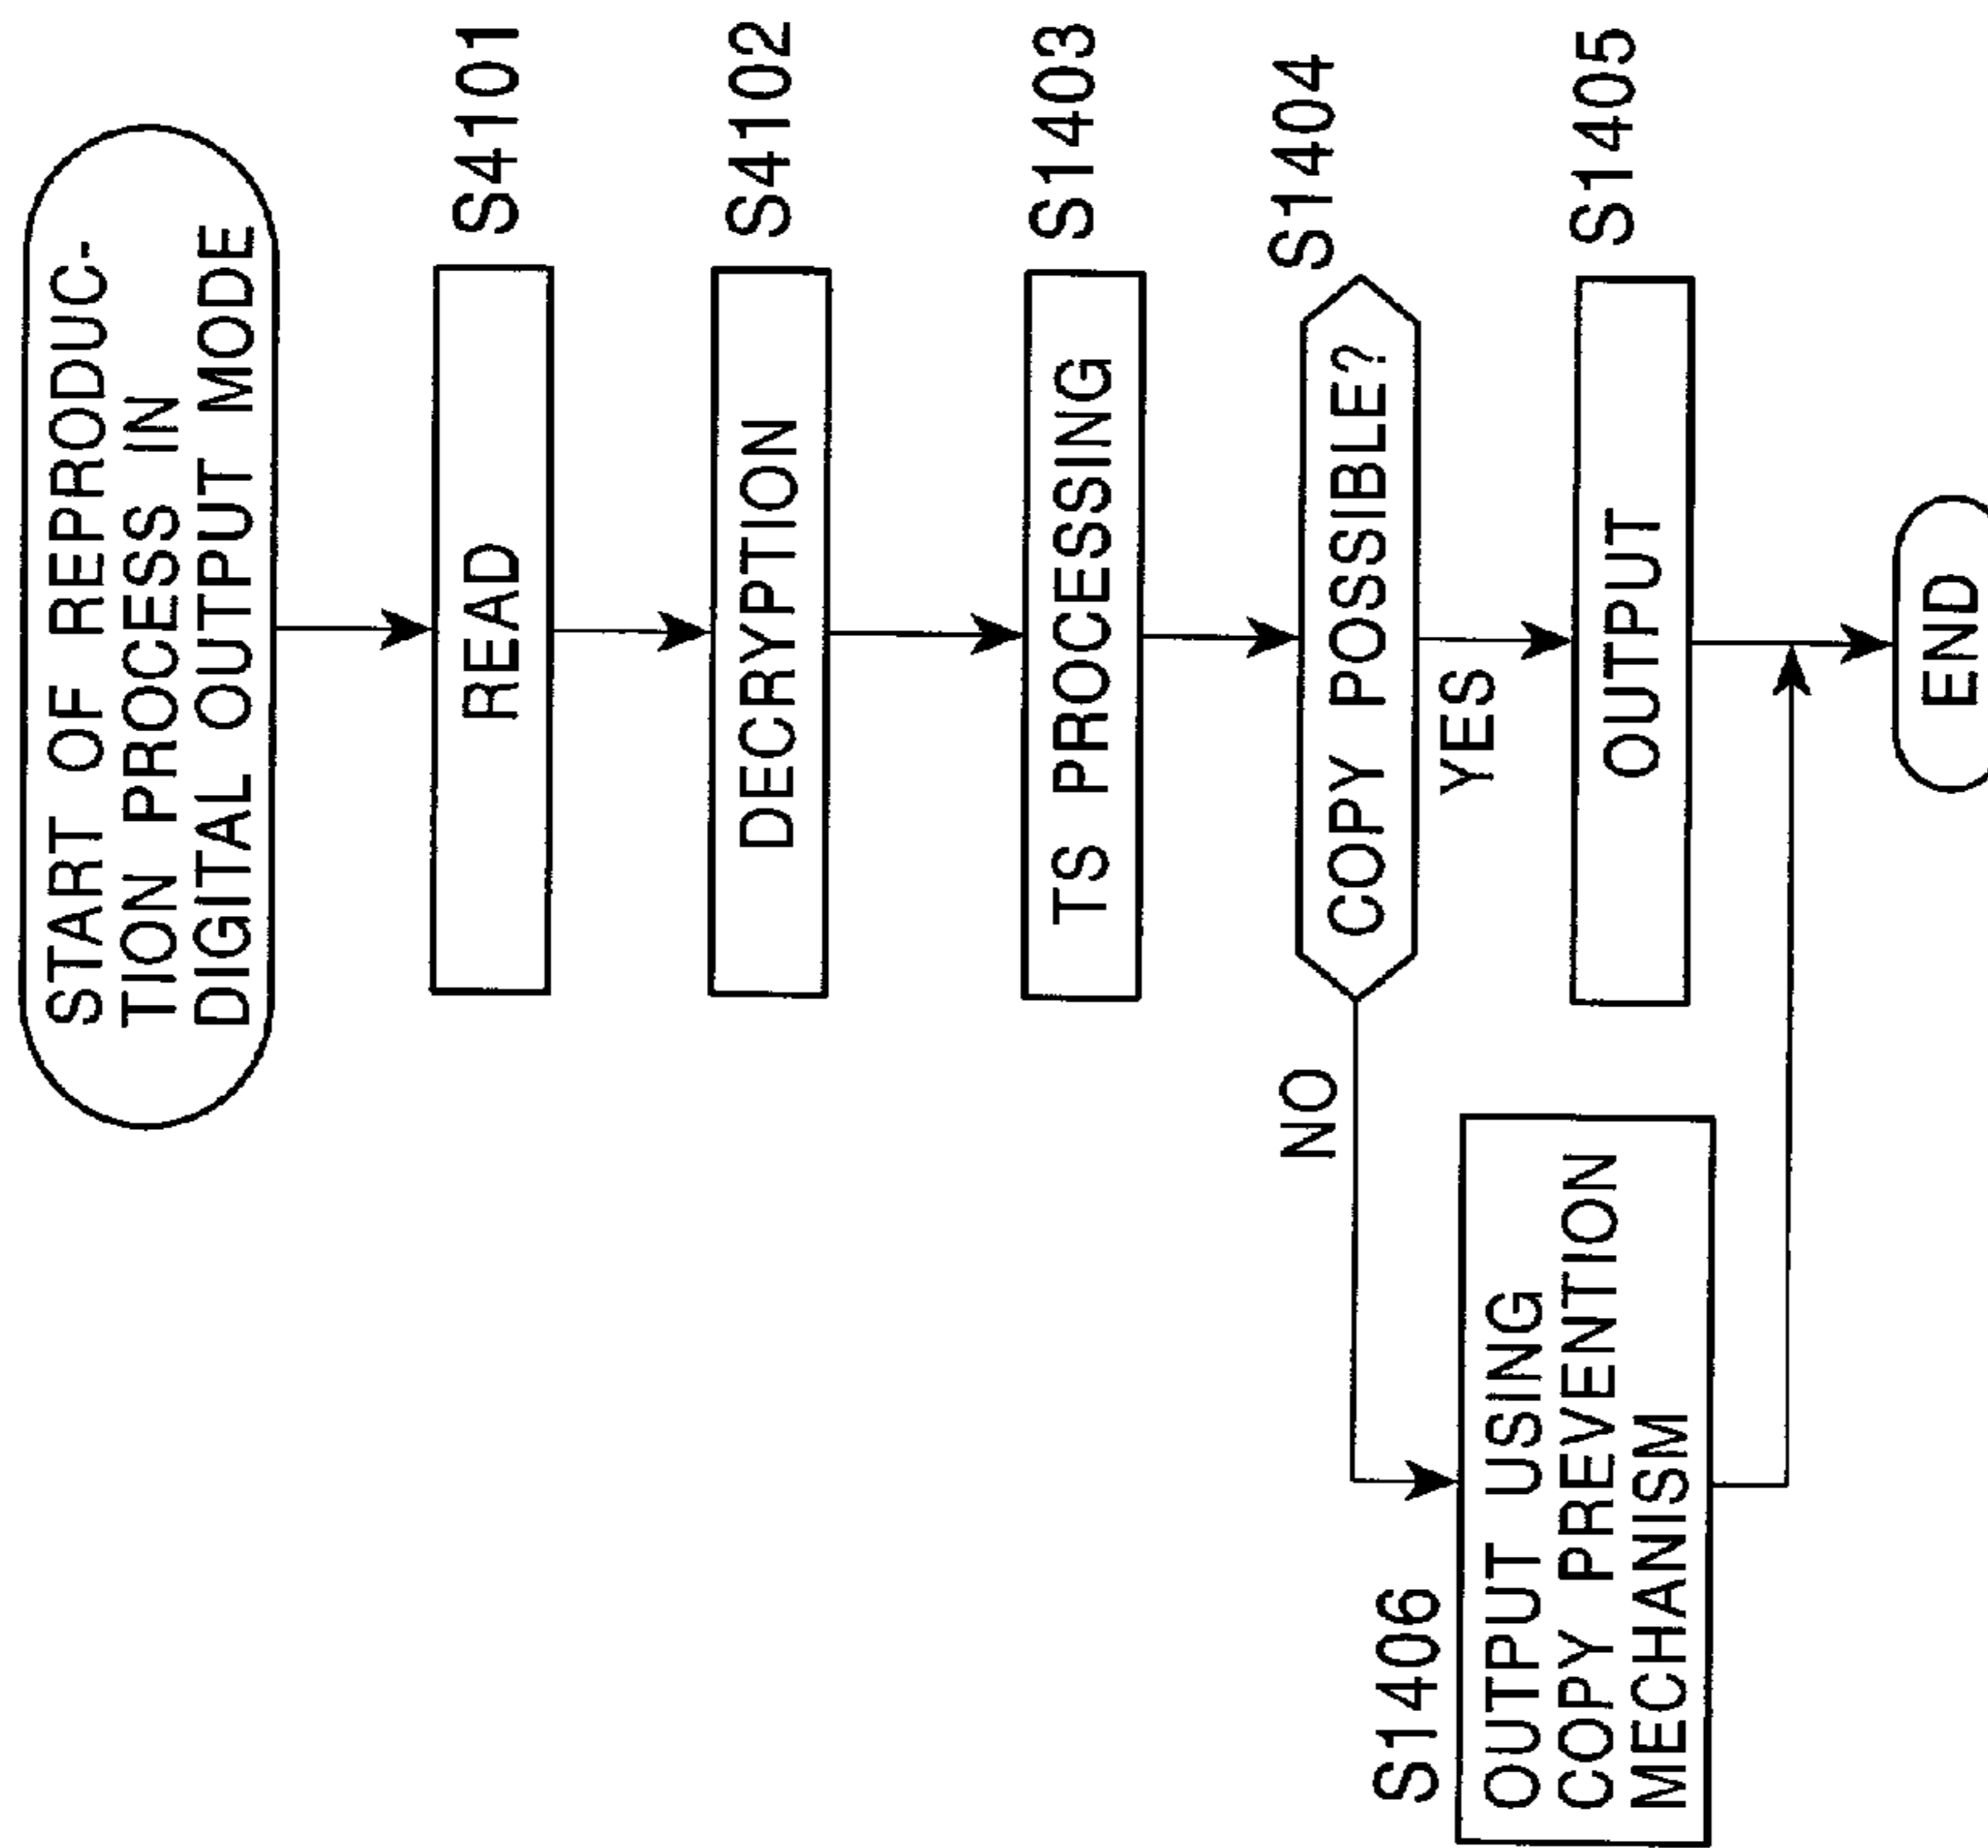 START OF REPRODUC-
TION PROCESS IN
DIGITAL OUTPUT MODE
READ
S4101
DECRYPTION
S4102
TS PROCESSING
S1403
COPY POSSIBLE?
S1404
NO
YES
S1406
OUTPUT USING
COPY PREVENTION
MECHANISM
OUTPUT
S1405
END